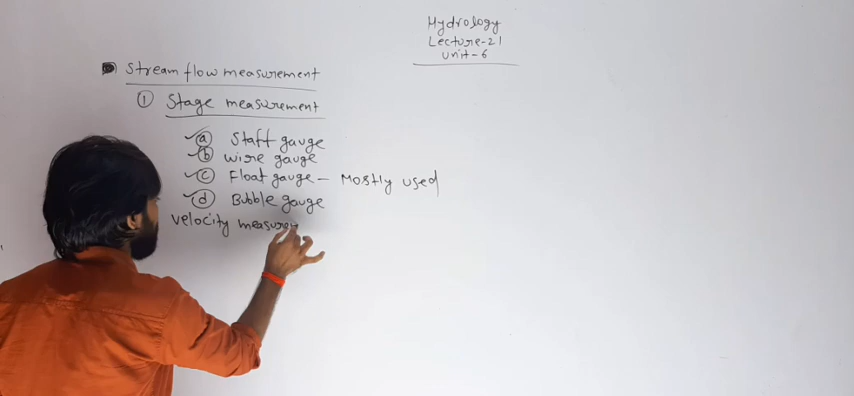 Hydrology
Lecture-21
Unit-6
Stream flow measurement
① Stage measurement
ⓐ Staff gauge
ⓑ wire gauge
ⓒ Float gauge - Mostly used
ⓓ Bubble gauge
velocity measure